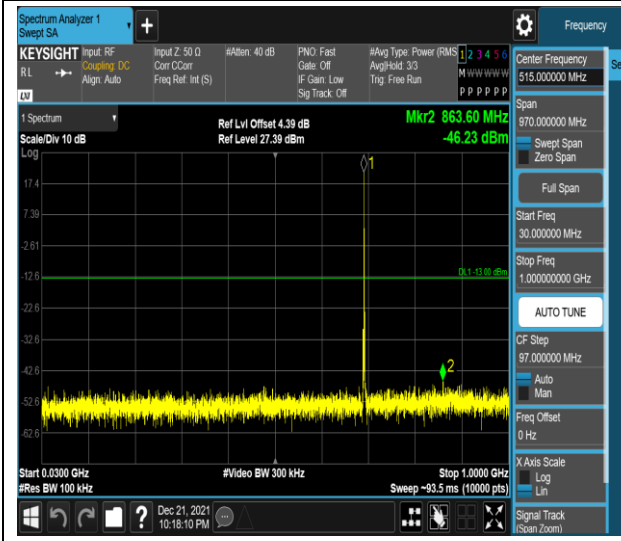 Spectrum Analyzer 1
Swept SA
Frequency
KEYSIGHT
RL
LXI
Input: RF
Coupling: DC
Align: Auto
Input Z: 50 Ω
Corr CCorr
Freq Ref: Int (S)
#Atten: 40 dB
PNO: Fast
Gate: Off
IF Gain: Low
Sig Track: Off
#Avg Type: Power (RMS
Avg|Hold: 3/3
Trig: Free Run
1 2 3 4 5 6
M W W W W W
P P P P P P
1 Spectrum
Scale/Div 10 dB
Log
Ref Lvl Offset 4.39 dB
Ref Level 27.39 dBm
Mkr2 863.60 MHz
-46.23 dBm
1
17.4
7.39
-2.61
-12.6
DL1 -13.00 dBm
-22.6
-32.6
-42.6
2
-52.6
-62.6
Start 0.0300 GHz
#Res BW 100 kHz
#Video BW 300 kHz
Stop 1.0000 GHz
Sweep ~93.5 ms (10000 pts)
Center Frequency
515.000000 MHz
Se
Span
970.000000 MHz
Swept Span
Zero Span
Full Span
Start Freq
30.000000 MHz
Stop Freq
1.000000000 GHz
AUTO TUNE
CF Step
97.000000 MHz
Auto
Man
Freq Offset
0 Hz
X Axis Scale
Log
Lin
Signal Track
(Span Zoom)
?
Dec 21, 2021
10:18:10 PM